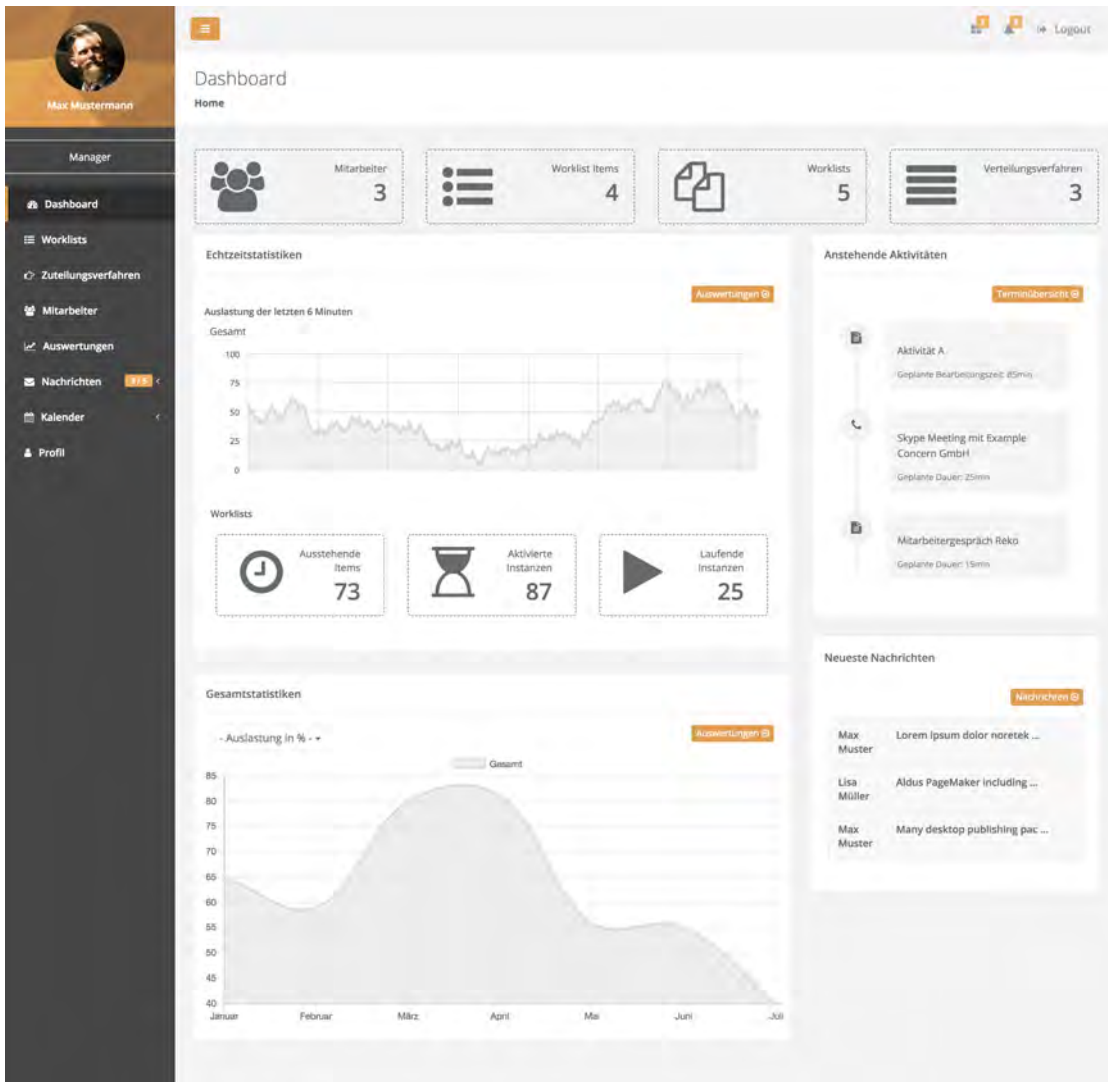 Max Mustermann
Manager
Dashboard
Worklists
Zuteilungsverfahren
Mitarbeiter
Auswertungen
Nachrichten
Kalender
Profil
Logout
Dashboard
Home
Mitarbeiter
3
Worklist Items
4
Worklists
5
Verteilungsverfahren
3
Echtzeitstatistiken
Auswertungen
Auslastung der letzten 6 Minuten
Gesamt
100
75
50
25
0
Worklists
Ausstehende
Items
73
Aktivierte
Instanzen
87
Laufende
Instanzen
25
Gesamtstatistiken
- Auslastung in % -
Auswertungen
Gesamt
85
80
75
70
65
60
55
50
45
40
Januar
Februar
März
April
Mai
Juni
Juli
Anstehende Aktivitäten
Terminübersicht
Aktivität A
Geplante Bearbeitungszeit: 85min
Skype Meeting mit Example
Concern GmbH
Geplante Dauer: 25min
Mitarbeitergespräch Reko
Geplante Dauer: 15min
Neueste Nachrichten
Nachrichten
Max
Muster
Lorem Ipsum dolor noretek ...
Lisa
Müller
Aldus PageMaker including ...
Max
Muster
Many desktop publishing pac ...